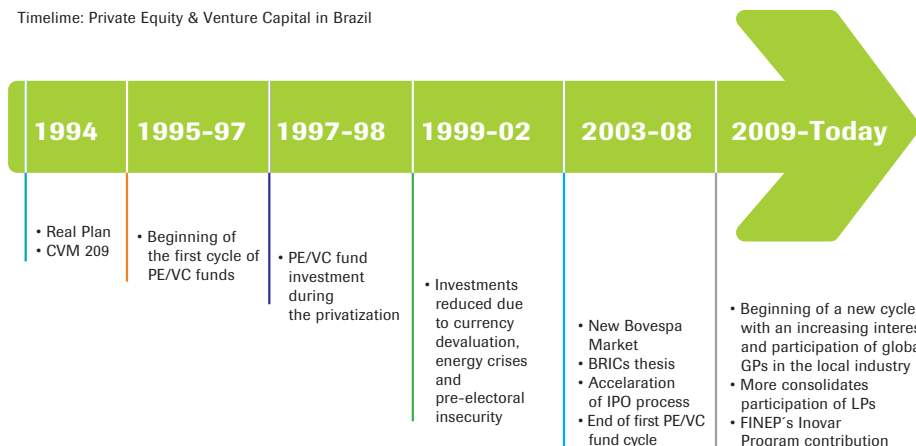 Timelime: Private Equity & Venture Capital in Brazil
1994
1995-97
1997-98
1999-02
2003-08
2009-Today
• Real Plan
• CVM 209
• Beginning of
the first cycle of
PE/VC funds
• PE/VC fund
investment
during
the privatization
• Investments
reduced due
to currency
devaluation,
energy crises
and
pre-electoral
insecurity
• New Bovespa
Market
• BRICs thesis
• Accelaration
of IPO process
• End of first PE/VC
fund cycle
• Beginning of a new cycle
with an increasing interes
and participation of globa
GPs in the local industry
• More consolidates
participation of LPs
• FINEP´s Inovar
Program contribution